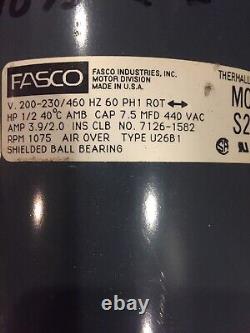 FASCO
FASCO INDUSTRIES, INC.
MOTOR DIVISION
MADE IN U.S.A.
THERMALL
MO
V. 200-230/460 HZ 60 PH1 ROT ⟷
HP 1/2 40°C AMB CAP 7.5 MFD 440 VAC
AMP 3.9/2.0 INS CLB NO. 7126-1582
S2
RPM 1075 AIR OVER TYPE U26B1
SHIELDED BALL BEARING